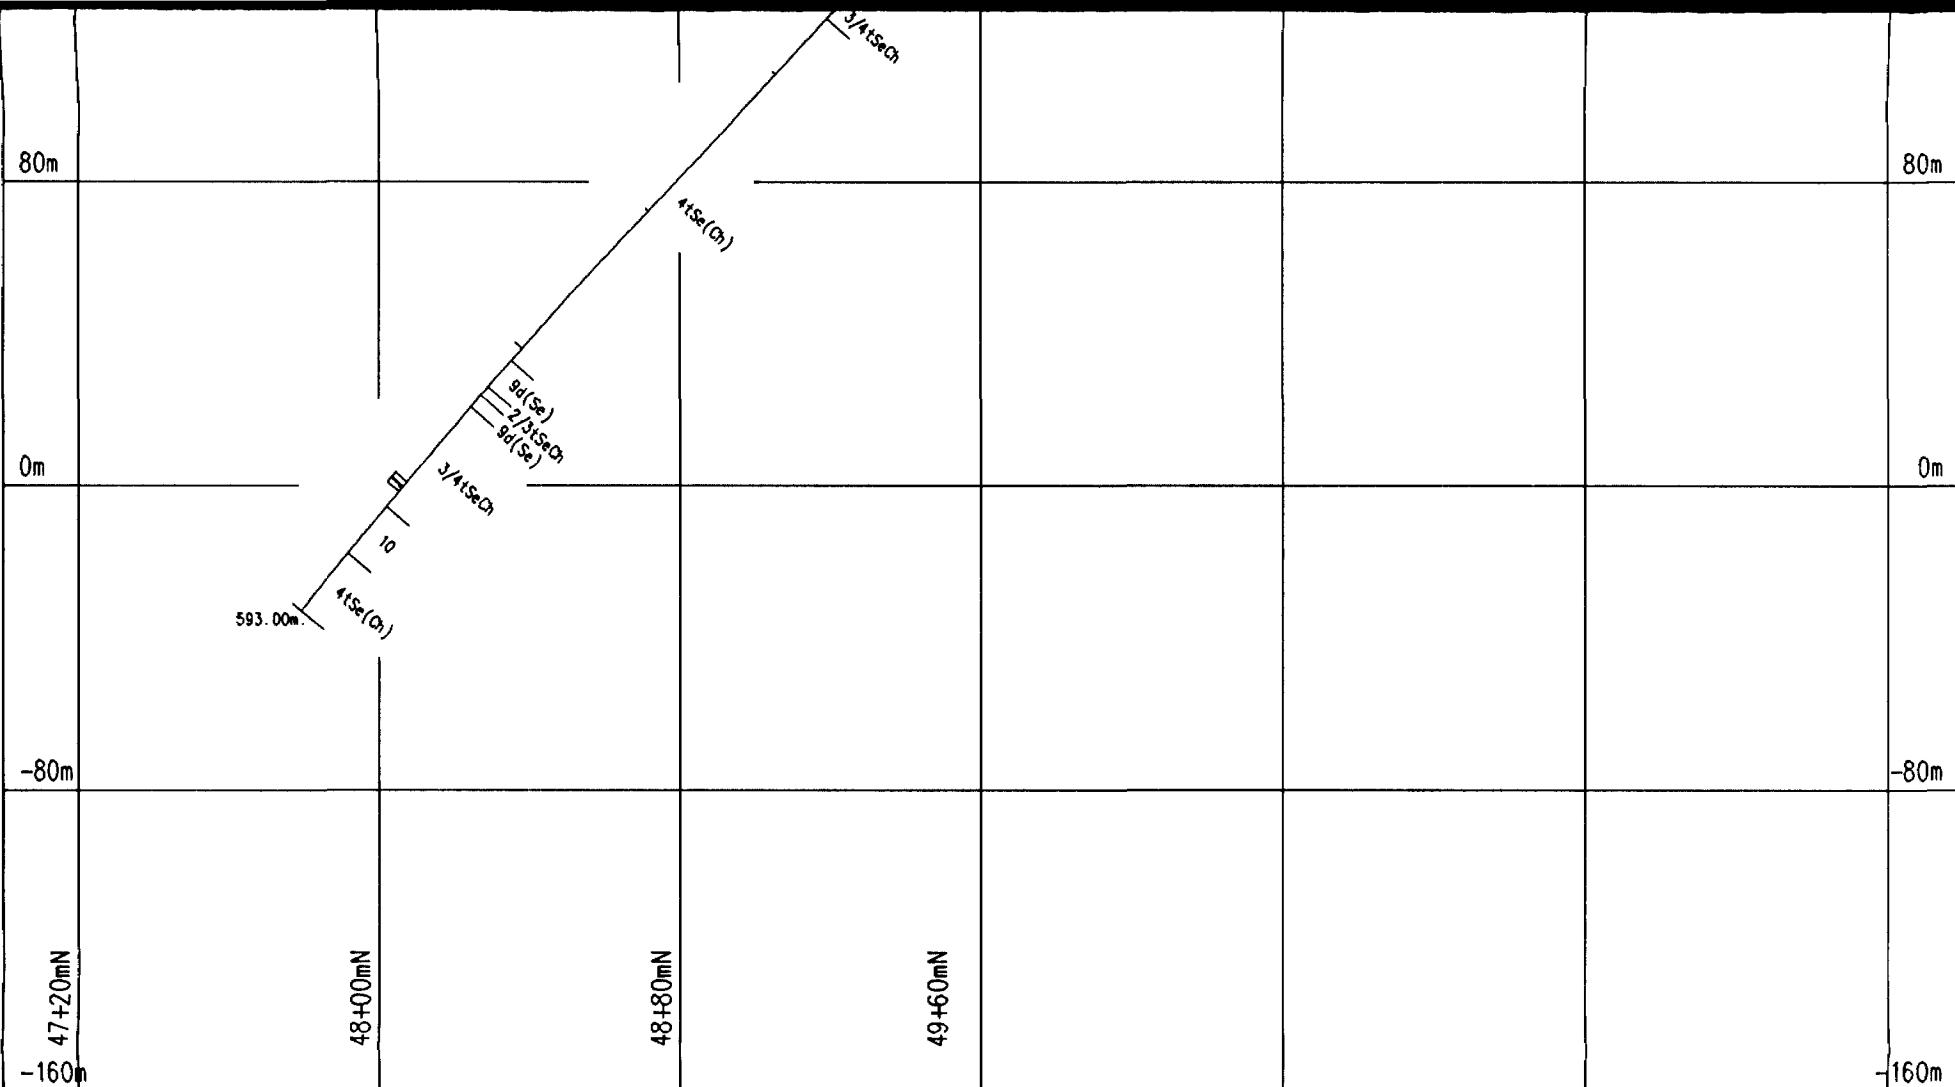 3/4tSeCh
80m
80m
4tSe(Ch)
9d(Se)
2/3tSeCh
9d(Se)
0m
0m
3/4tSeCh
10
4tSe(Ch)
593.00m.
-80m
-80m
47+20mN
48+00mN
48+80mN
49+60mN
-160m
-160m